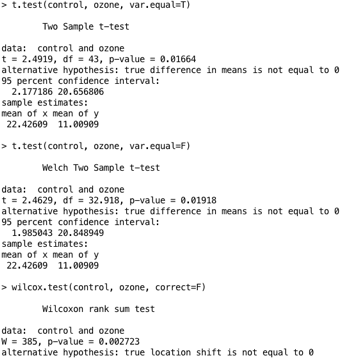 > t.test(control, ozone, var.equal=T)
Two Sample t-test
data:  control and ozone
t = 2.4919, df = 43, p-value = 0.01664
alternative hypothesis: true difference in means is not equal to 0
95 percent confidence interval:
2.177186 20.656806
sample estimates:
mean of x mean of y
22.42609  11.00909
> t.test(control, ozone, var.equal=F)
Welch Two Sample t-test
data:  control and ozone
t = 2.4629, df = 32.918, p-value = 0.01918
alternative hypothesis: true difference in means is not equal to 0
95 percent confidence interval:
1.985043 20.848949
sample estimates:
mean of x mean of y
22.42609  11.00909
> wilcox.test(control, ozone, correct=F)
Wilcoxon rank sum test
data:  control and ozone
W = 385, p-value = 0.002723
alternative hypothesis: true location shift is not equal to 0